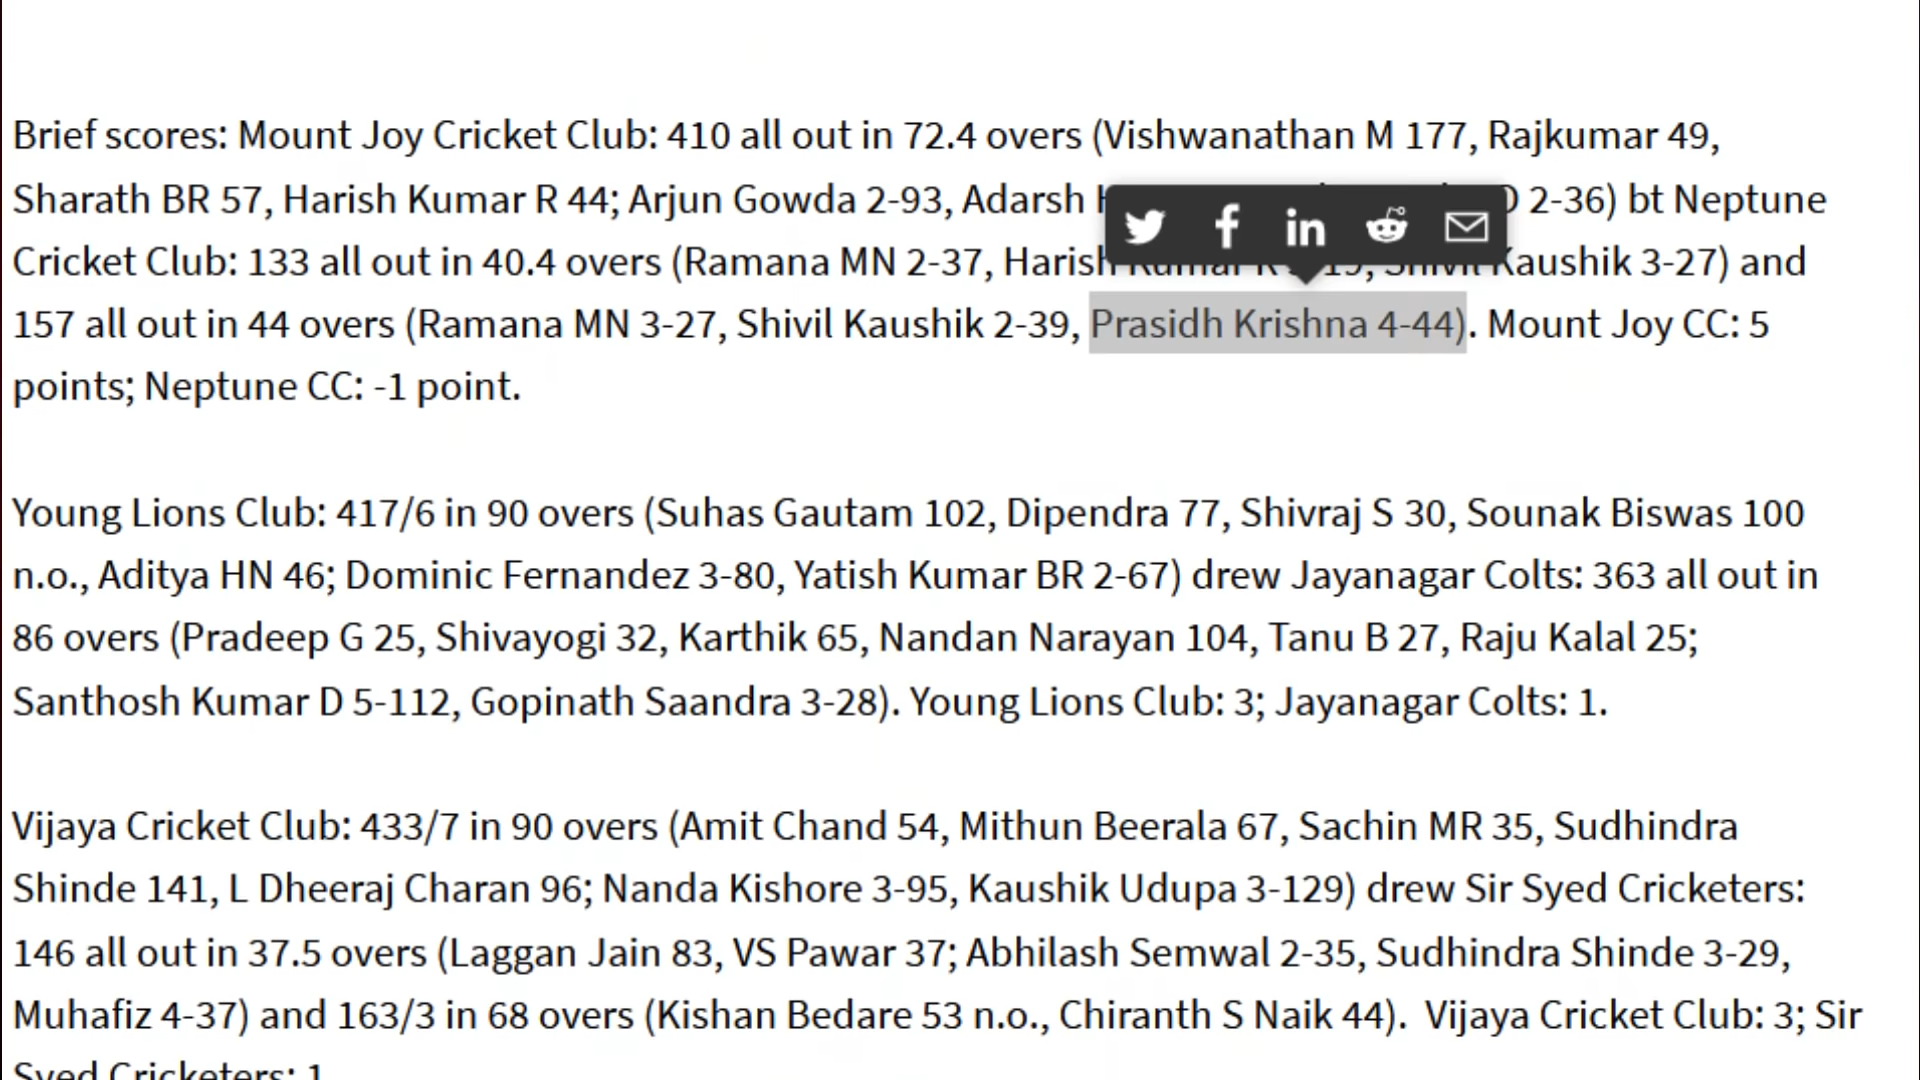 Brief scores: Mount Joy Cricket Club: 410 all out in 72.4 overs (Vishwanathan M 177, Rajkumar 49,
Sharath BR 57, Harish Kumar R 44; Arjun Gowda 2-93, Adarsh 2-36) bt Neptune
Cricket Club: 133 all out in 40.4 overs (Ramana MN 2-37, Harish Kumar R Shivil Kaushik 3-27) and
157 all out in 44 overs (Ramana MN 3-27, Shivil Kaushik 2-39, Prasidh Krishna 4-44). Mount Joy CC: 5
points; Neptune CC: -1 point.
Young Lions Club: 417/6 in 90 overs (Suhas Gautam 102, Dipendra 77, Shivraj S 30, Sounak Biswas 100
n.o., Aditya HN 46; Dominic Fernandez 3-80, Yatish Kumar BR 2-67) drew Jayanagar Colts: 363 all out in
86 overs (Pradeep G 25, Shivayogi 32, Karthik 65, Nandan Narayan 104, Tanu B 27, Raju Kalal 25;
Santhosh Kumar D 5-112, Gopinath Saandra 3-28). Young Lions Club: 3; Jayanagar Colts: 1.
Vijaya Cricket Club: 433/7 in 90 overs (Amit Chand 54, Mithun Beerala 67, Sachin MR 35, Sudhindra
Shinde 141, L Dheeraj Charan 96; Nanda Kishore 3-95, Kaushik Udupa 3-129) drew Sir Syed Cricketers:
146 all out in 37.5 overs (Laggan Jain 83, VS Pawar 37; Abhilash Semwal 2-35, Sudhindra Shinde 3-29,
Muhafiz 4-37) and 163/3 in 68 overs (Kishan Bedare 53 n.o., Chiranth S Naik 44). Vijaya Cricket Club: 3; Sir
Syed Cricketers: 1